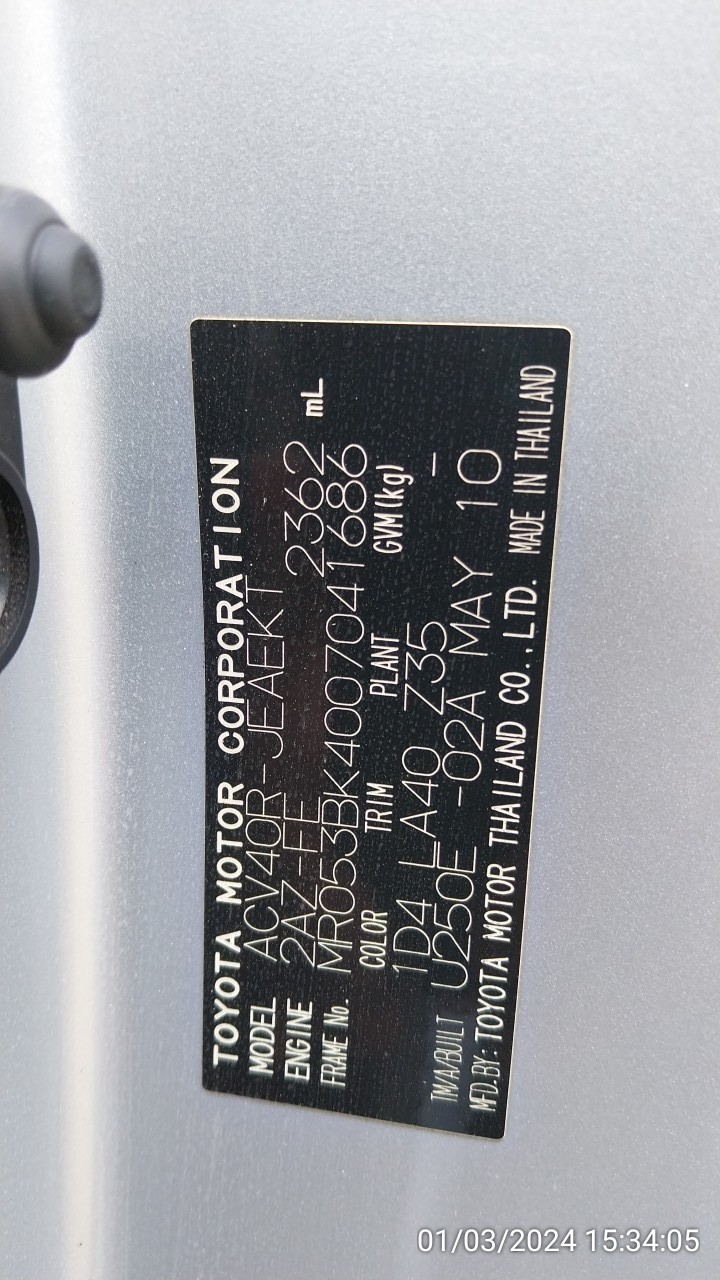 TOYOTA MOTOR CORPORATION
MODEL ACV40R-JEAEKT
ENGINE 2AZ-FE 2362 mL
FRAME No. MR053BK4007041686
COLOR TRIM PLANT GVM(kg)
1D4 LA40 Z35 -
TM/A/BUILT U250E -02A MAY 10
MFD.BY: TOYOTA MOTOR THAILAND CO.,LTD. MADE IN THAILAND
01/03/2024 15:34:05